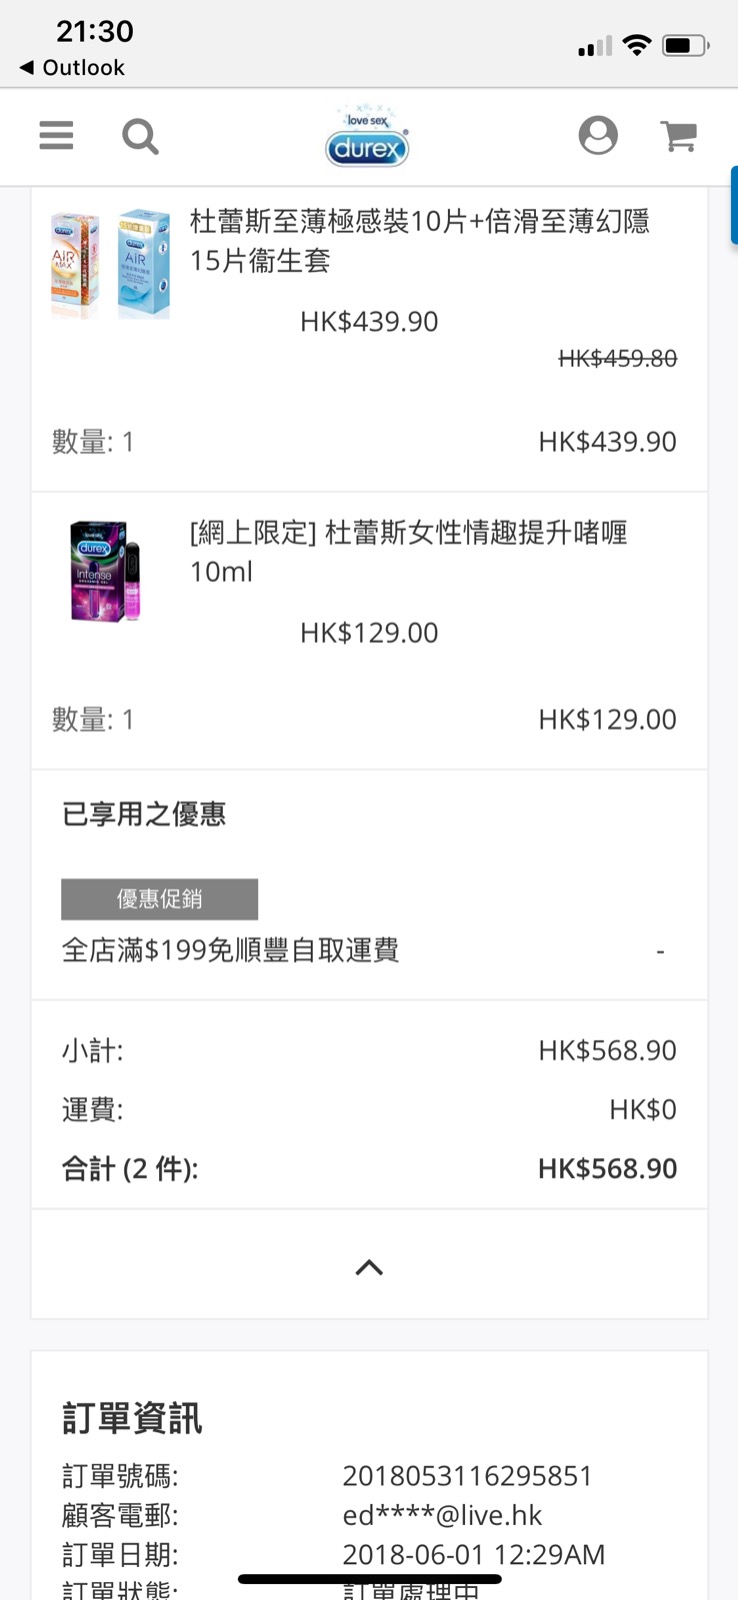 21:30
◀ Outlook
love sex
durex
杜蕾斯至薄極感裝10片+倍滑至薄幻隱
15片衞生套
HK$439.90
HK$459.80
數量: 1
HK$439.90
[網上限定] 杜蕾斯女性情趣提升啫喱
10ml
durex
Intense
HK$129.00
數量: 1
HK$129.00
已享用之優惠
優惠促銷
全店滿$199免順豐自取運費
-
小計:
HK$568.90
運費:
HK$0
合計 (2 件):
HK$568.90
訂單資訊
訂單號碼:
2018053116295851
顧客電郵:
ed****@live.hk
訂單日期:
2018-06-01 12:29AM
訂單狀態:
訂單處理中